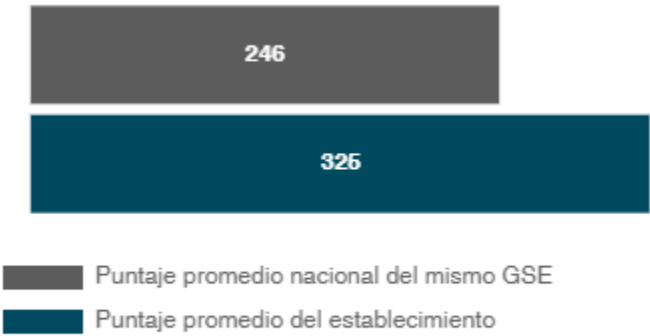 246
325
Puntaje promedio nacional del mismo GSE
Puntaje promedio del establecimiento